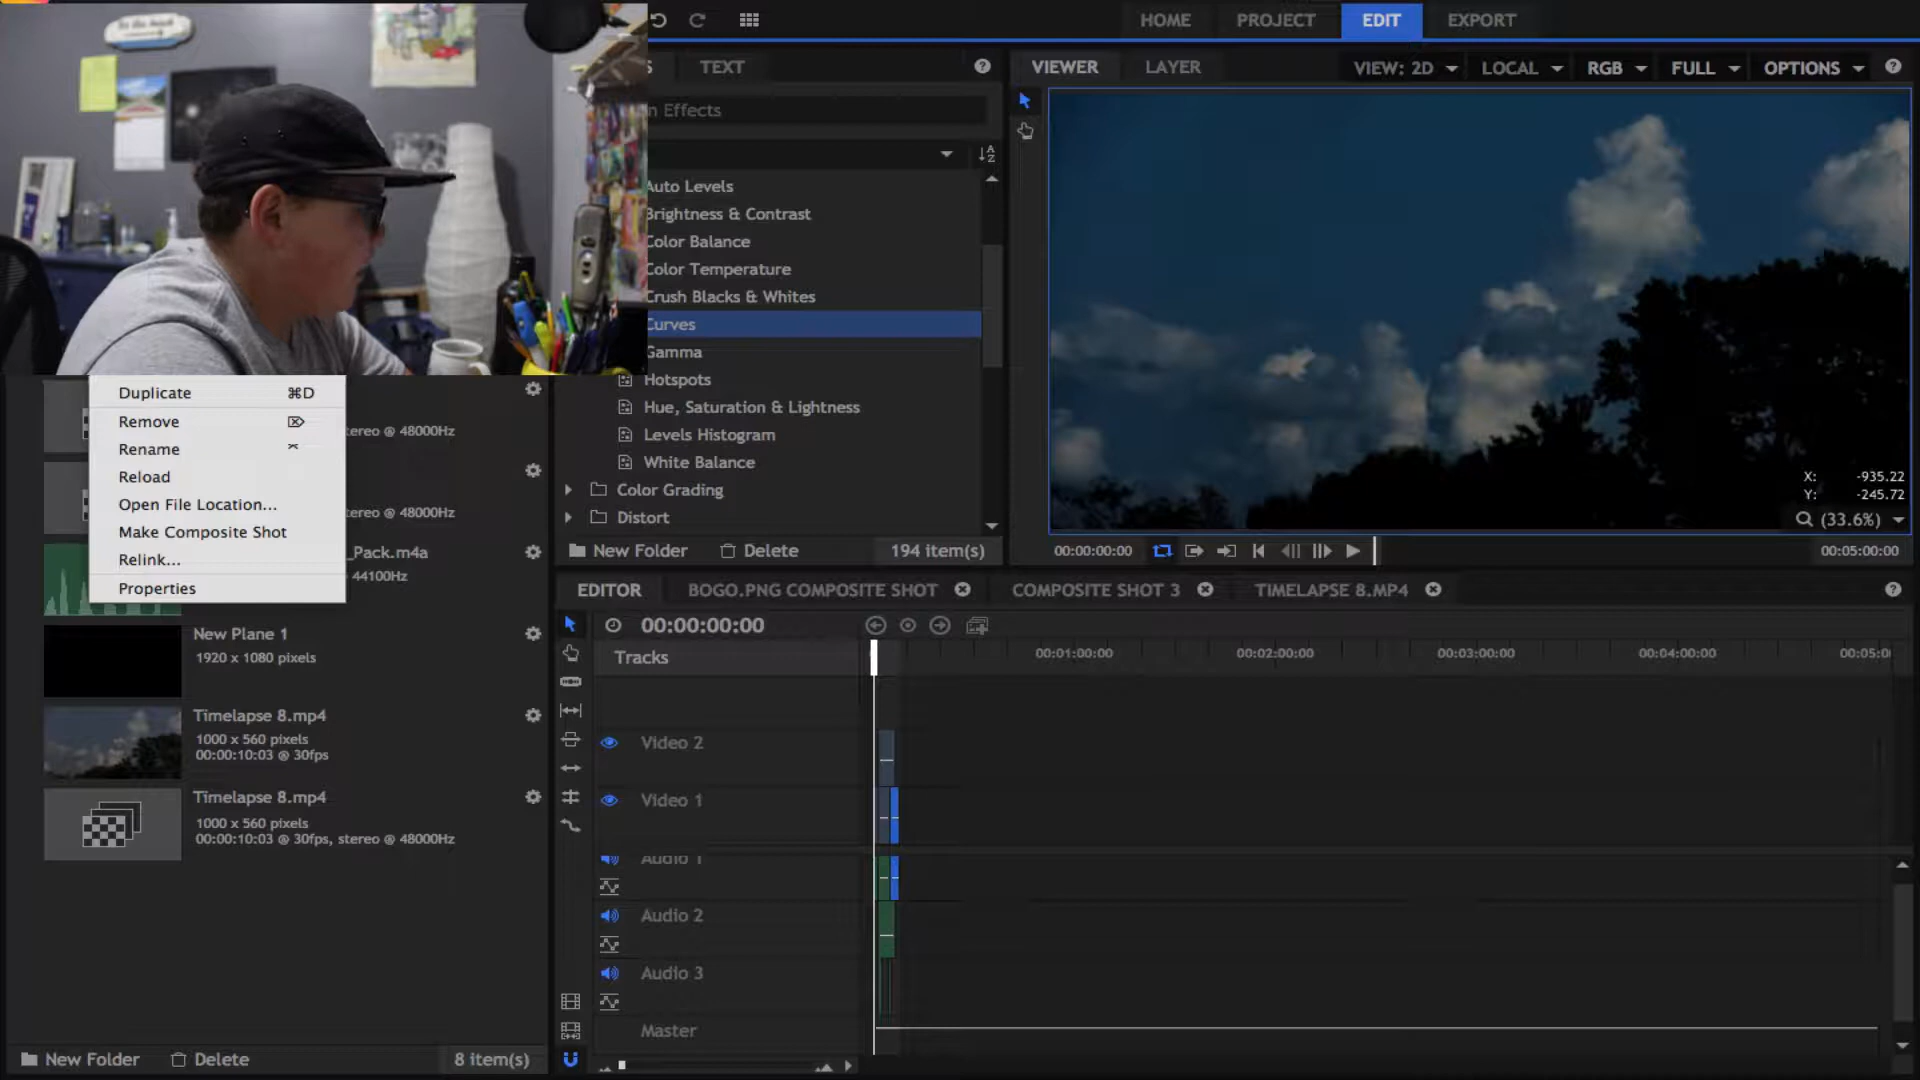 HOME
PROJECT
EDIT
EXPORT
TEXT
VIEWER
LAYER
VIEW: 2D
LOCAL
RGB
FULL
OPTIONS
n Effects
Auto Levels
Brightness & Contrast
Color Balance
Color Temperature
Crush Blacks & Whites
Curves
Gamma
Hotspots
Hue, Saturation & Lightness
Levels Histogram
White Balance
Color Grading
Distort
New Folder
Delete
194 item(s)
X: -935.22
Y: -245.72
(33.6%)
00:00:00:00
00:05:00:00
Duplicate ⌘D
Remove
Rename
Reload
Open File Location...
Make Composite Shot
Relink...
Properties
tereo @ 48000Hz
tereo @ 48000Hz
_Pack.m4a
44100Hz
New Plane 1
1920 x 1080 pixels
Timelapse 8.mp4
1000 x 560 pixels
00:00:10:03 @ 30fps
Timelapse 8.mp4
1000 x 560 pixels
00:00:10:03 @ 30fps, stereo @ 48000Hz
New Folder
Delete
8 item(s)
EDITOR
BOGO.PNG COMPOSITE SHOT
COMPOSITE SHOT 3
TIMELAPSE 8.MP4
00:00:00:00
Tracks
00:01:00:00
00:02:00:00
00:03:00:00
00:04:00:00
00:05:0
Video 2
Video 1
Audio 1
Audio 2
Audio 3
Master